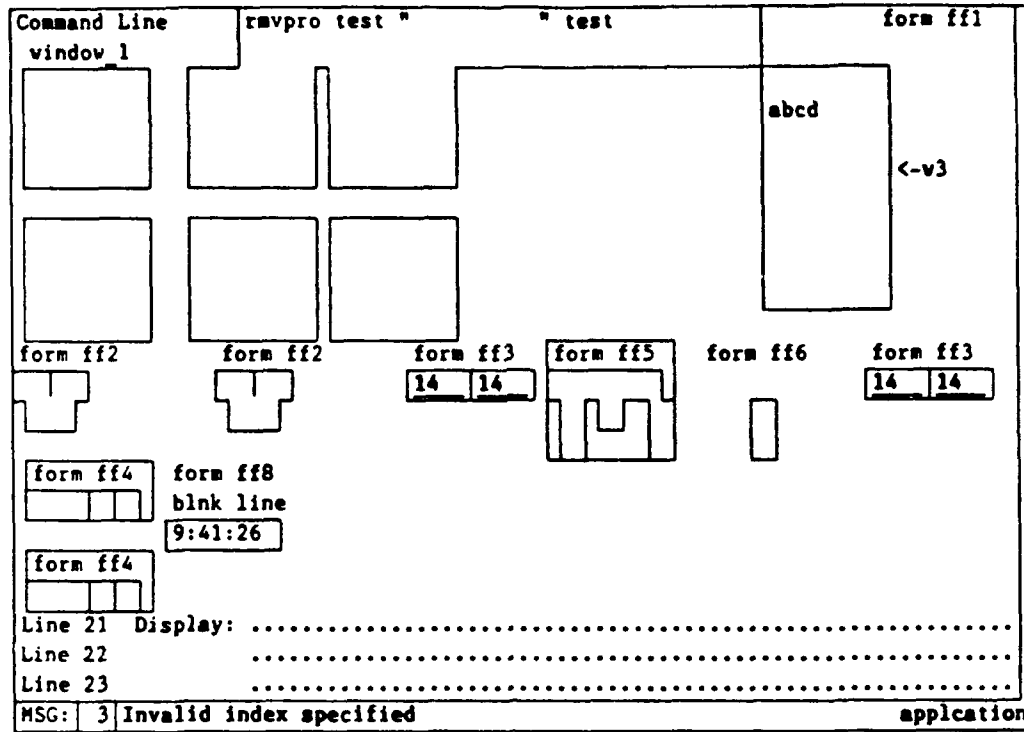 Command Line rmvpro test " " test form ff1
window_1
abcd
<-v3
form ff2 form ff2 form ff3 form ff5 form ff6 form ff3
14 14 14 14
form ff4 form ff8
blnk line
9:41:26
form ff4
Line 21 Display: ............................................................
Line 22 ............................................................
Line 23 ............................................................
MSG: 3 Invalid index specified applcation